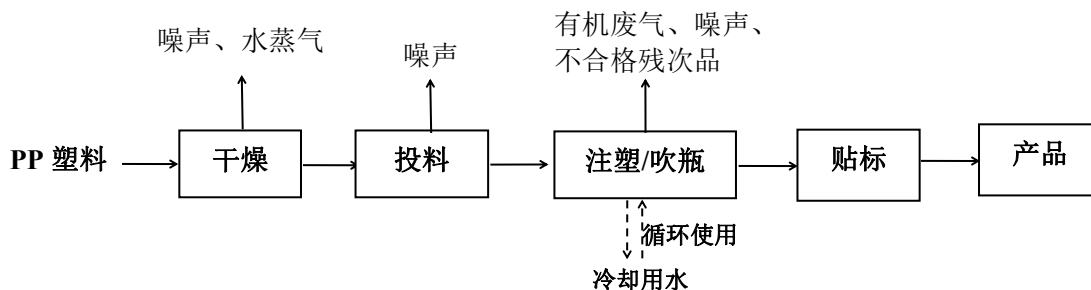 噪声、水蒸气
噪声
有机废气、噪声、
不合格残次品
PP 塑料
干燥
投料
注塑/吹瓶
贴标
产品
循环使用
冷却用水